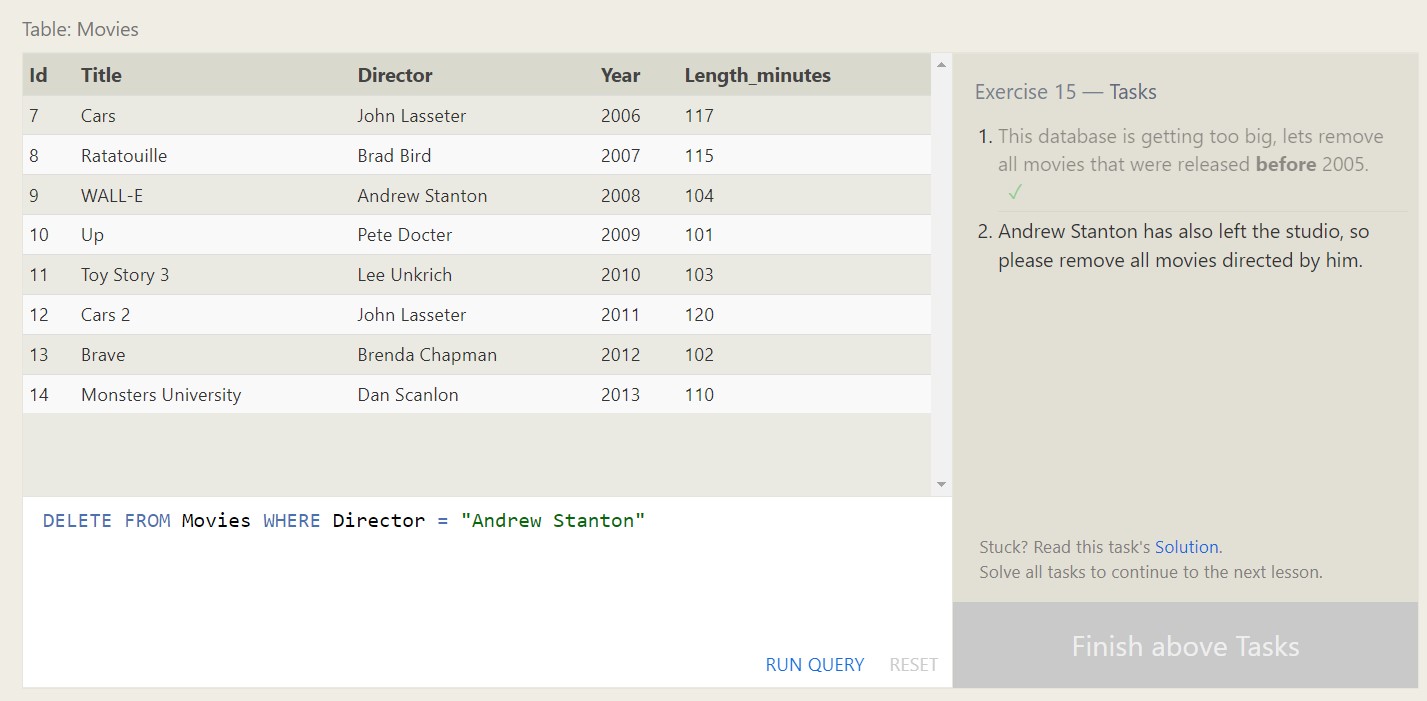 Table: Movies
Id Title Director Year Length_minutes
7 Cars John Lasseter 2006 117
8 Ratatouille Brad Bird 2007 115
9 WALL-E Andrew Stanton 2008 104
10 Up Pete Docter 2009 101
11 Toy Story 3 Lee Unkrich 2010 103
12 Cars 2 John Lasseter 2011 120
13 Brave Brenda Chapman 2012 102
14 Monsters University Dan Scanlon 2013 110
DELETE FROM Movies WHERE Director = "Andrew Stanton"
RUN QUERY RESET
Exercise 15 — Tasks
1. This database is getting too big, lets remove
all movies that were released before 2005.
✓
2. Andrew Stanton has also left the studio, so
please remove all movies directed by him.
Stuck? Read this task's Solution.
Solve all tasks to continue to the next lesson.
Finish above Tasks